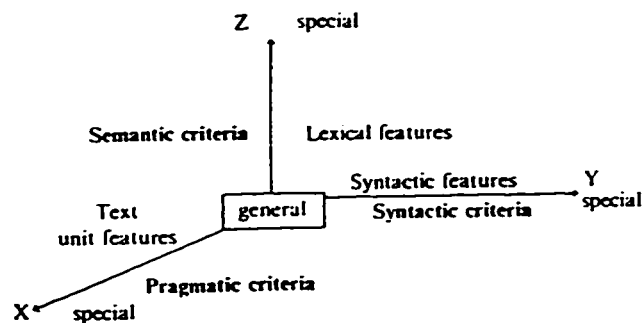 Z special
Semantic criteria Lexical features
Syntactic features Y
general Syntactic criteria special
Text
unit features
Pragmatic criteria
X special